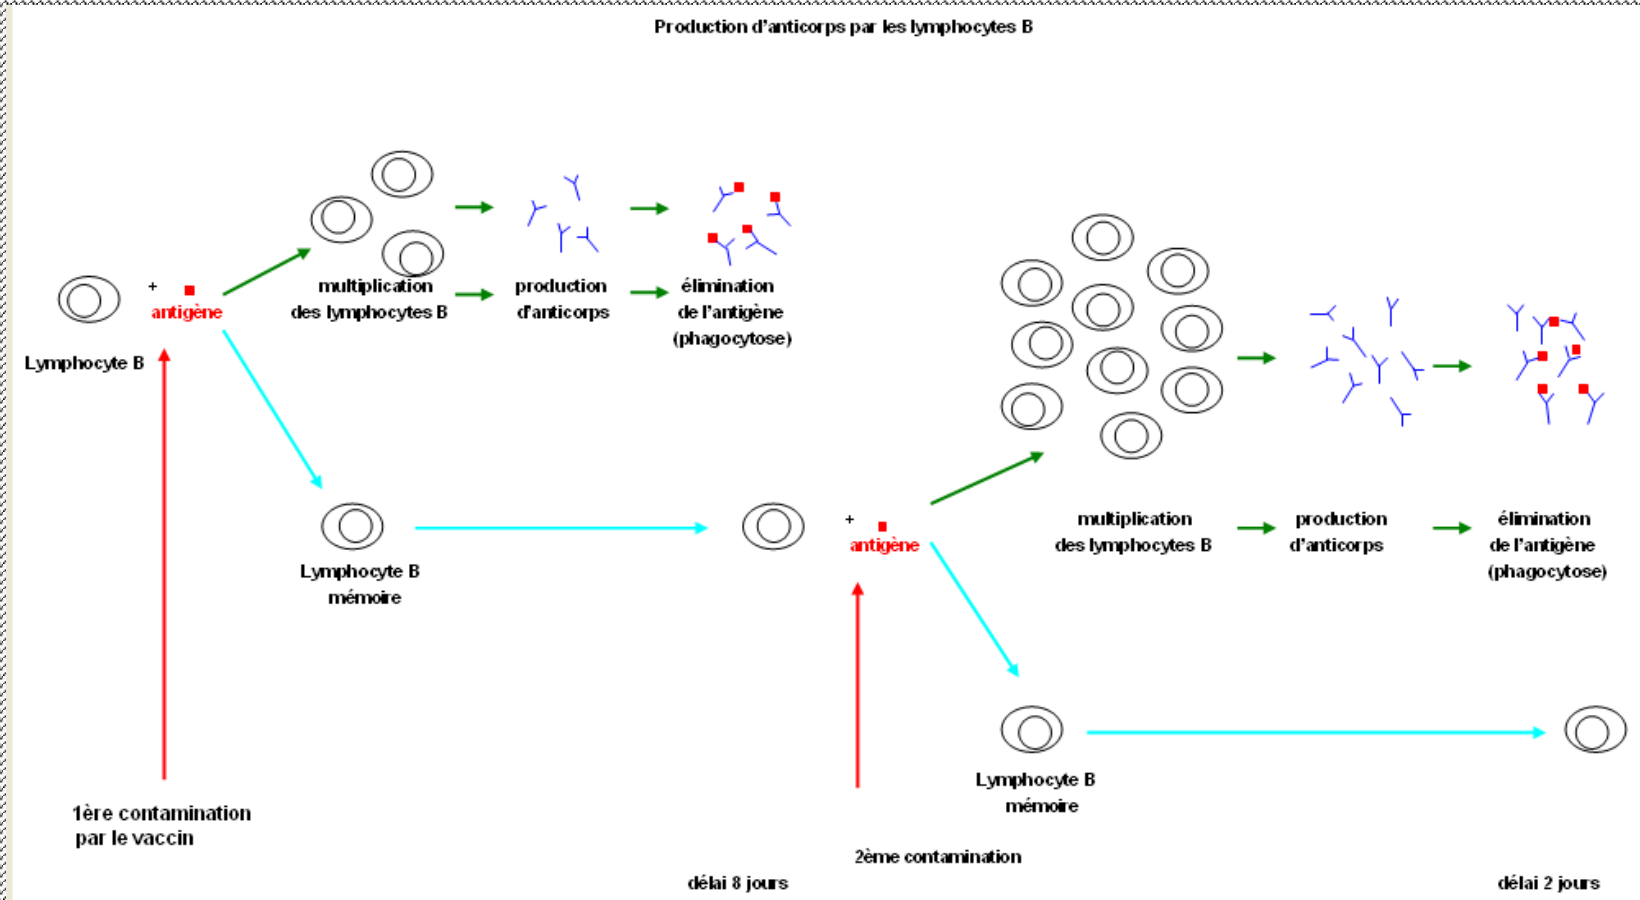 Production d'anticorps par les lymphocytes B
+
antigène
Lymphocyte B
multiplication
des lymphocytes B
production
d'anticorps
élimination
de l'antigène
(phagocytose)
Lymphocyte B
mémoire
1ère contamination
par le vaccin
délai 8 jours
+
antigène
multiplication
des lymphocytes B
production
d'anticorps
élimination
de l'antigène
(phagocytose)
Lymphocyte B
mémoire
2ème contamination
délai 2 jours